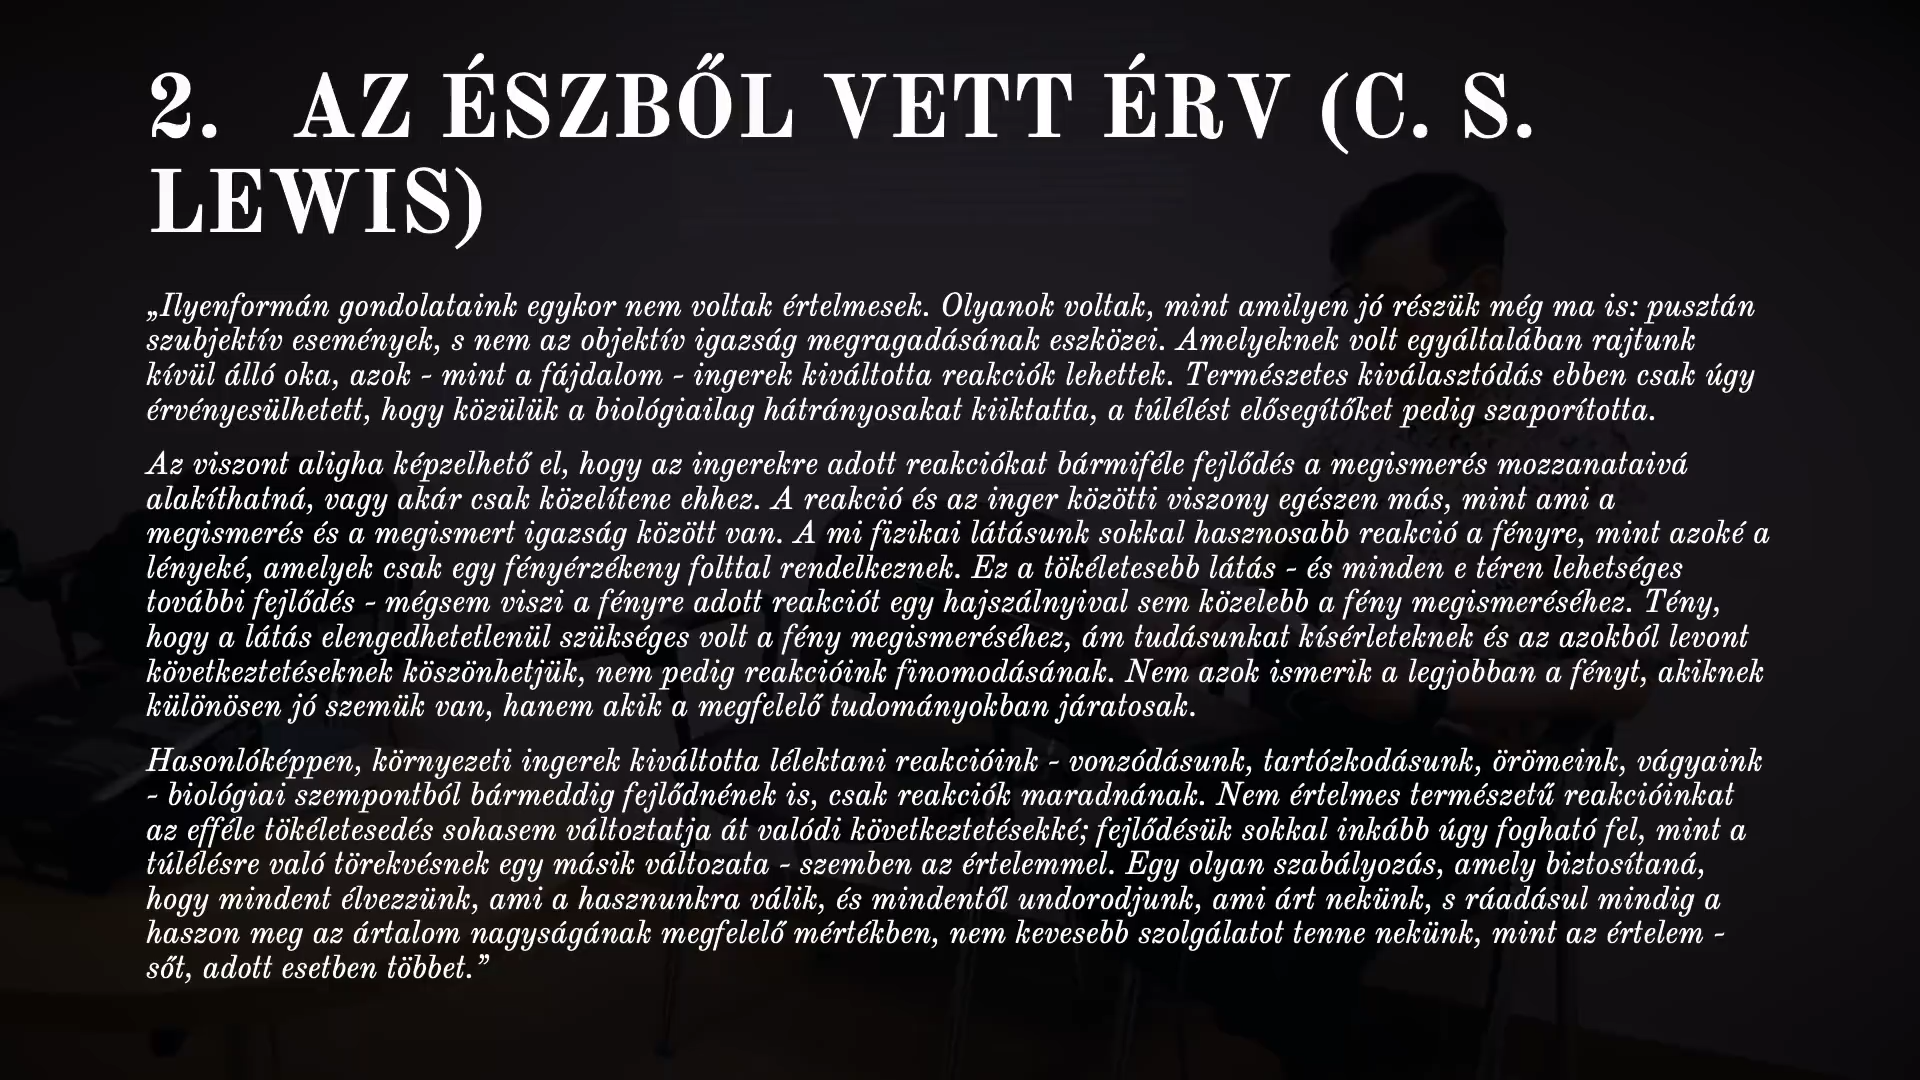 2. AZ ÉSZBŐL VETT ÉRV (C. S.
LEWIS)
„Ilyenformán gondolataink egykor nem voltak értelmesek. Olyanok voltak, mint amilyen jó részük még ma is: pusztán
szubjektív események, s nem az objektív igazság megragadásának eszközei. Amelyeknek volt egyáltalában rajtunk
kívül álló oka, azok - mint a fájdalom - ingerek kiváltotta reakciók lehettek. Természetes kiválasztódás ebben csak úgy
érvényesülhetett, hogy közülük a biológiailag hátrányosakat kiiktatta, a túlélést elősegítőket pedig szaporította.
Az viszont aligha képzelhető el, hogy az ingerekre adott reakciókat bármiféle fejlődés a megismerés mozzanataivá
alakíthatná, vagy akár csak közelítene ehhez. A reakció és az inger közötti viszony egészen más, mint ami a
megismerés és a megismert igazság között van. A mi fizikai látásunk sokkal hasznosabb reakció a fényre, mint azoké a
lényeké, amelyek csak egy fényérzékeny folttal rendelkeznek. Ez a tökéletesebb látás - és minden e téren lehetséges
további fejlődés - mégsem viszi a fényre adott reakciót egy hajszálnyival sem közelebb a fény megismeréséhez. Tény,
hogy a látás elengedhetetlenül szükséges volt a fény megismeréséhez, ám tudásunkat kísérleteknek és az azokból levont
következtetéseknek köszönhetjük, nem pedig reakcióink finomodásának. Nem azok ismerik a legjobban a fényt, akiknek
különösen jó szemük van, hanem akik a megfelelő tudományokban járatosak.
Hasonlóképpen, környezeti ingerek kiváltotta lélektani reakcióink - vonzódásunk, tartózkodásunk, örömeink, vágyaink
- biológiai szempontból bármeddig fejlődnének is, csak reakciók maradnának. Nem értelmes természetű reakcióinkat
az efféle tökéletesedés sohasem változtatja át valódi következtetésekké; fejlődésük sokkal inkább úgy fogható fel, mint a
túlélésre való törekvésnek egy másik változata - szemben az értelemmel. Egy olyan szabályozás, amely biztosítaná,
hogy mindent élvezzünk, ami a hasznunkra válik, és mindentől undorodjunk, ami árt nekünk, s ráadásul mindig a
haszon meg az ártalom nagyságának megfelelő mértékben, nem kevesebb szolgálatot tenne nekünk, mint az értelem -
sőt, adott esetben többet.”